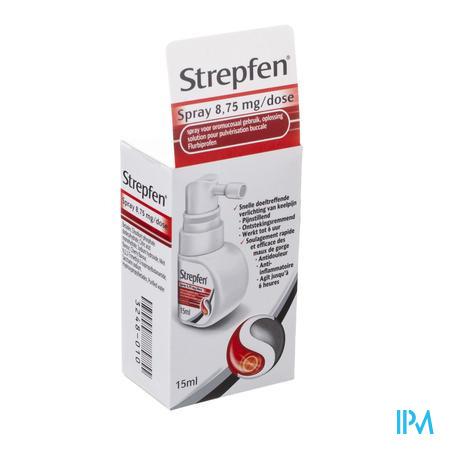 Strepfen®
Spray 8,75 mg/dose
spray voor oromucosaal gebruik, oplossing
solution pour pulvérisation buccale
Flurbiprofen
Strepfen®
Spray 8,75 mg/dose
✓ Snelle doeltreffende
verlichting van keelpijn
- Pijnstillend
- Ontstekingsremmend
- Werkt tot 6 uur
✓ Soulagement rapide
et efficace des
maux de gorge
- Antidouleur
- Anti-
inflammatoire
- Agit jusqu'à
6 heures
Strepfen®
15ml
3248-010
15ml
IPM